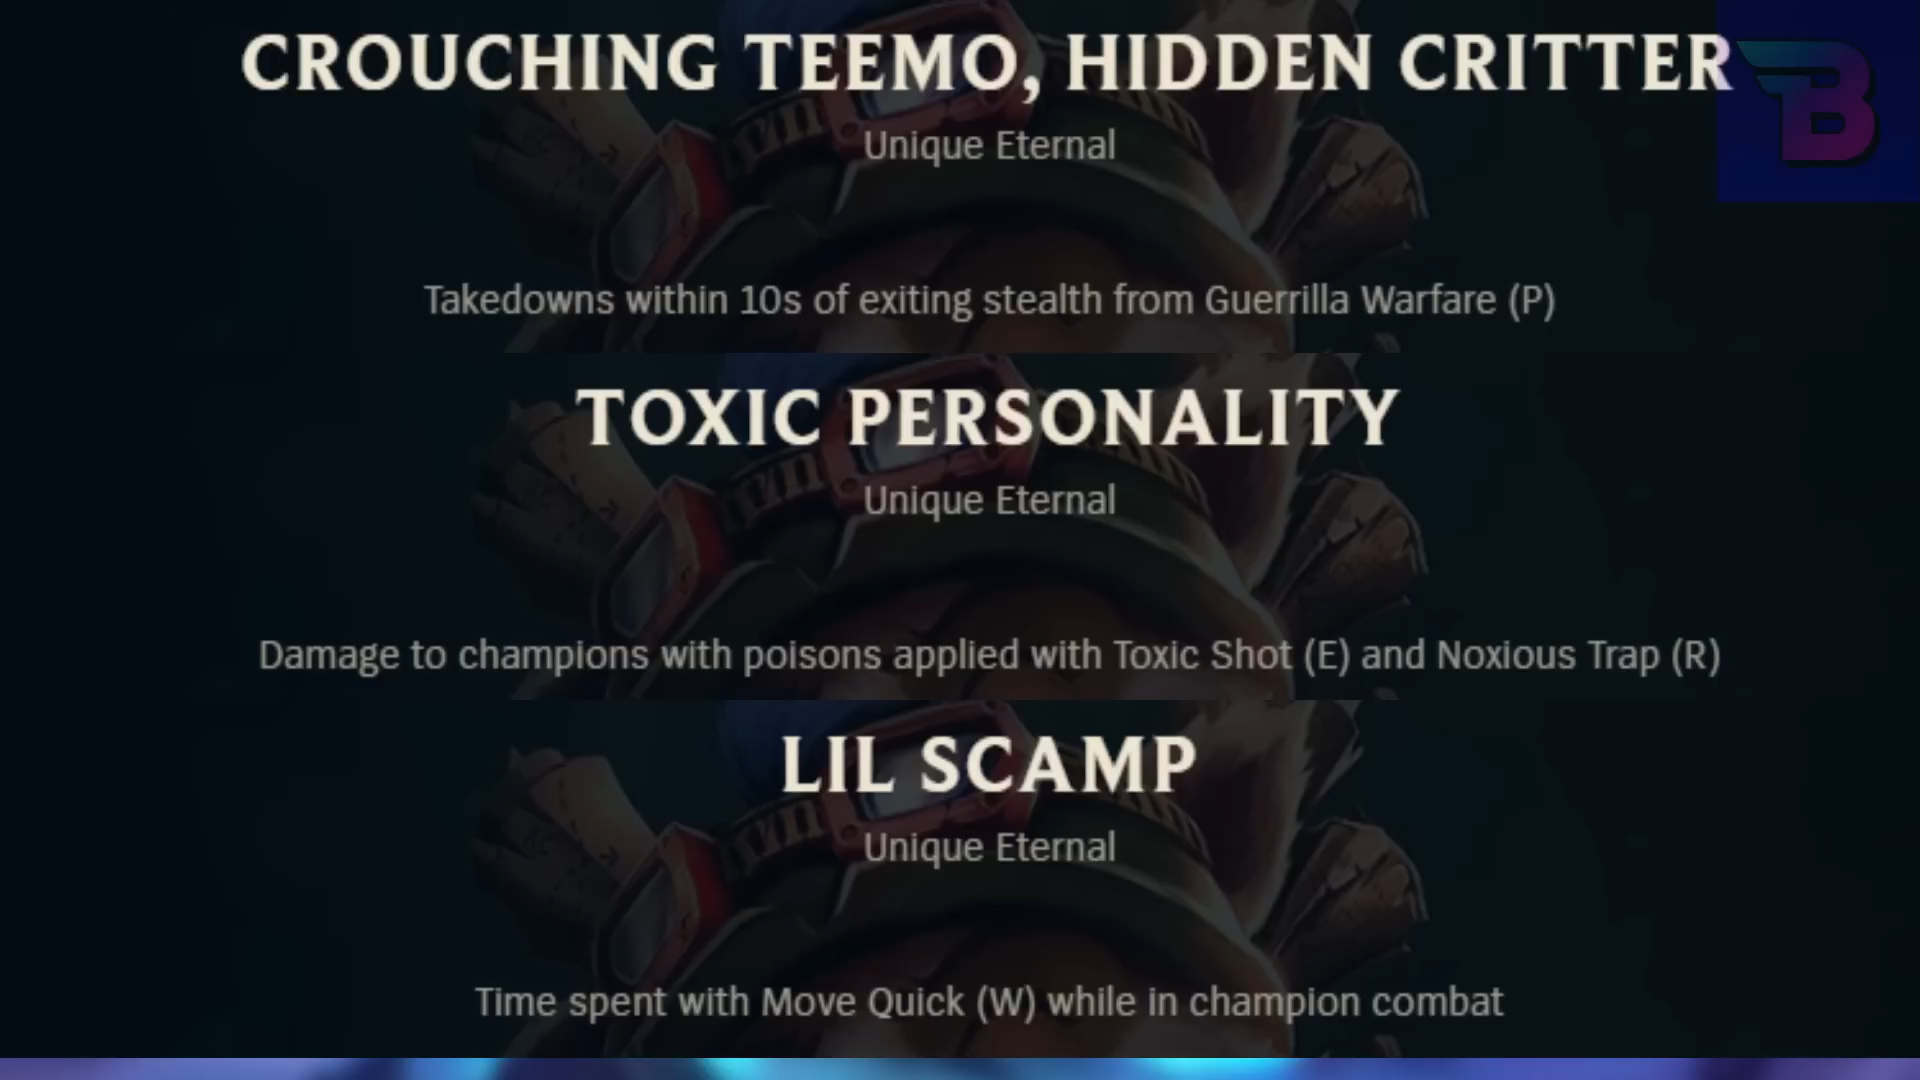 CROUCHING TEEMO, HIDDEN CRITTER
Unique Eternal
Takedowns within 10s of exiting stealth from Guerrilla Warfare (P)
TOXIC PERSONALITY
Unique Eternal
Damage to champions with poisons applied with Toxic Shot (E) and Noxious Trap (R)
LIL SCAMP
Unique Eternal
Time spent with Move Quick (W) while in champion combat
B